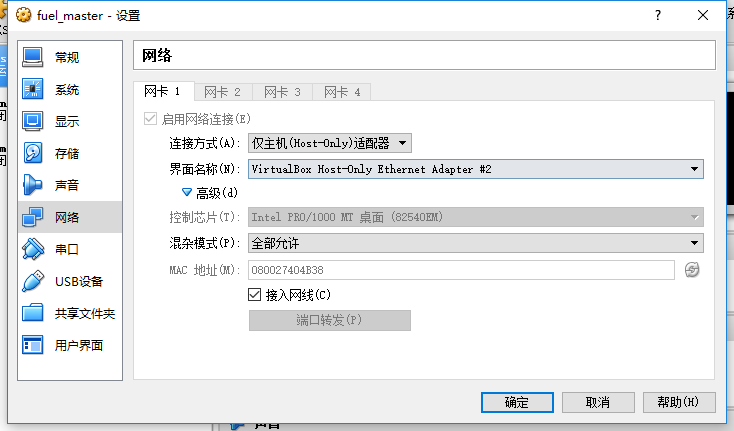 fuel_master - 设置
?
常规
系统
显示
存储
声音
网络
串口
USB设备
共享文件夹
用户界面
网络
网卡 1 网卡 2 网卡 3 网卡 4
启用网络连接(E)
连接方式(A): 仅主机(Host-Only)适配器
界面名称(N): VirtualBox Host-Only Ethernet Adapter #2
高级(d)
控制芯片(T): Intel PRO/1000 MT 桌面 (82540EM)
混杂模式(P): 全部允许
MAC 地址(M): 080027404B38
接入网线(C)
端口转发(P)
确定 取消 帮助(H)